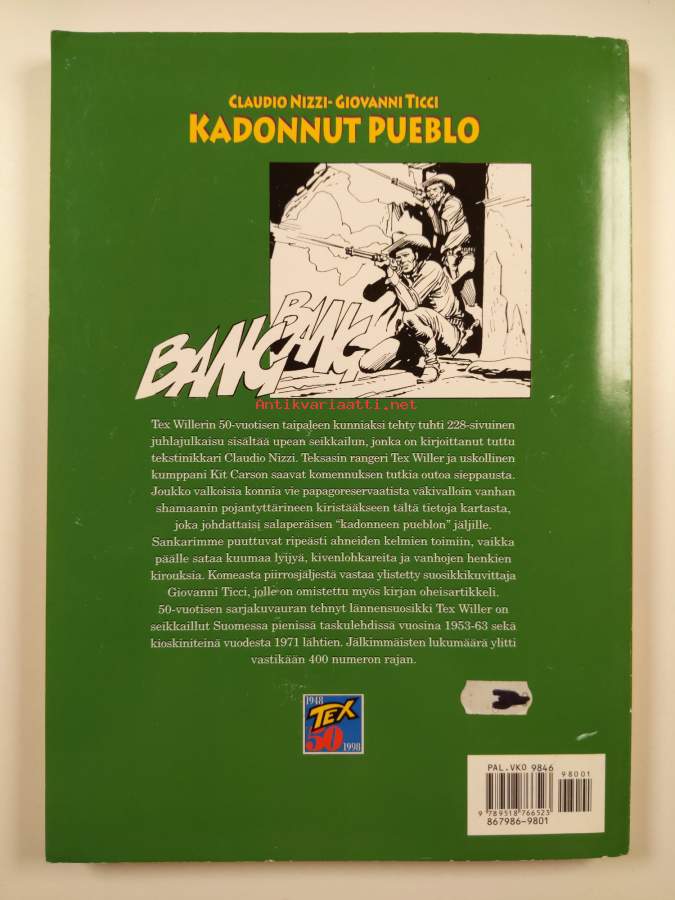 CLAUDIO NIZZI-GIOVANNI TICCI
KADONNUT PUEBLO
BANG
BANG
Antikvariaatti.net
Tex Willerin 50-vuotisen taipaleen kunniaksi tehty tuhti 228-sivuinen
juhlajulkaisu sisältää upean seikkailun, jonka on kirjoittanut tuttu
tekstinikkari Claudio Nizzi. Teksasin rangeri Tex Willer ja uskollinen
kumppani Kit Carson saavat komennuksen tutkia outoa sieppausta.
Joukko valkoisia konnia vie papagoreservaatista väkivalloin vanhan
shamaanin pojantyttärineen kiristääkseen tältä tietoja kartasta,
joka johdattaisi salaperäisen “kadonneen pueblon” jäljille.
Sankarimme puuttuvat ripeästi ahneiden kelmien toimiin, vaikka
päälle sataa kuumaa lyijyä, kivenlohkareita ja vanhojen henkien
kirouksia. Komeasta piirrosjäljestä vastaa ylistetty suosikkikuvittaja
Giovanni Ticci, jolle on omistettu myös kirjan oheisartikkeli.
50-vuotisen sarjakuvauran tehnyt lännensuosikki Tex Willer on
seikkaillut Suomessa pienissä taskulehdissä vuosina 1953-63 sekä
kioskiniteinä vuodesta 1971 lähtien. Jälkimmäisten lukumäärä ylitti
vastikään 400 numeron rajan.
1948
TEX
50
1998
PAL.VKO 9846
98001
9 789518 766523
867986-9801